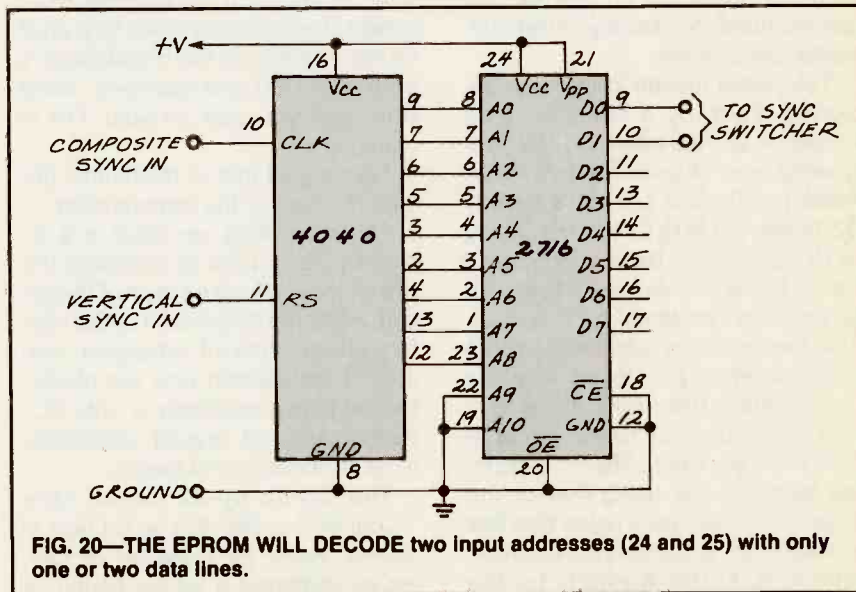 +V
16
24
21
Vcc
Vcc
Vpp
COMPOSITE
SYNC IN
10
CLK
9
8
A0
D0
9
7
7
A1
D1
10
TO SYNC
SWITCHER
6
6
A2
D2
11
5
5
A3
D3
13
3
4
A4
D4
14
4040
2716
2
3
A5
D5
15
VERTICAL
SYNC IN
11
RS
4
2
A6
D6
16
13
1
A7
D7
17
12
23
A8
22
A9
CE
18
19
A10
GND
12
GND
8
OE
20
GROUND
FIG. 20—THE EPROM WILL DECODE two input addresses (24 and 25) with only
one or two data lines.